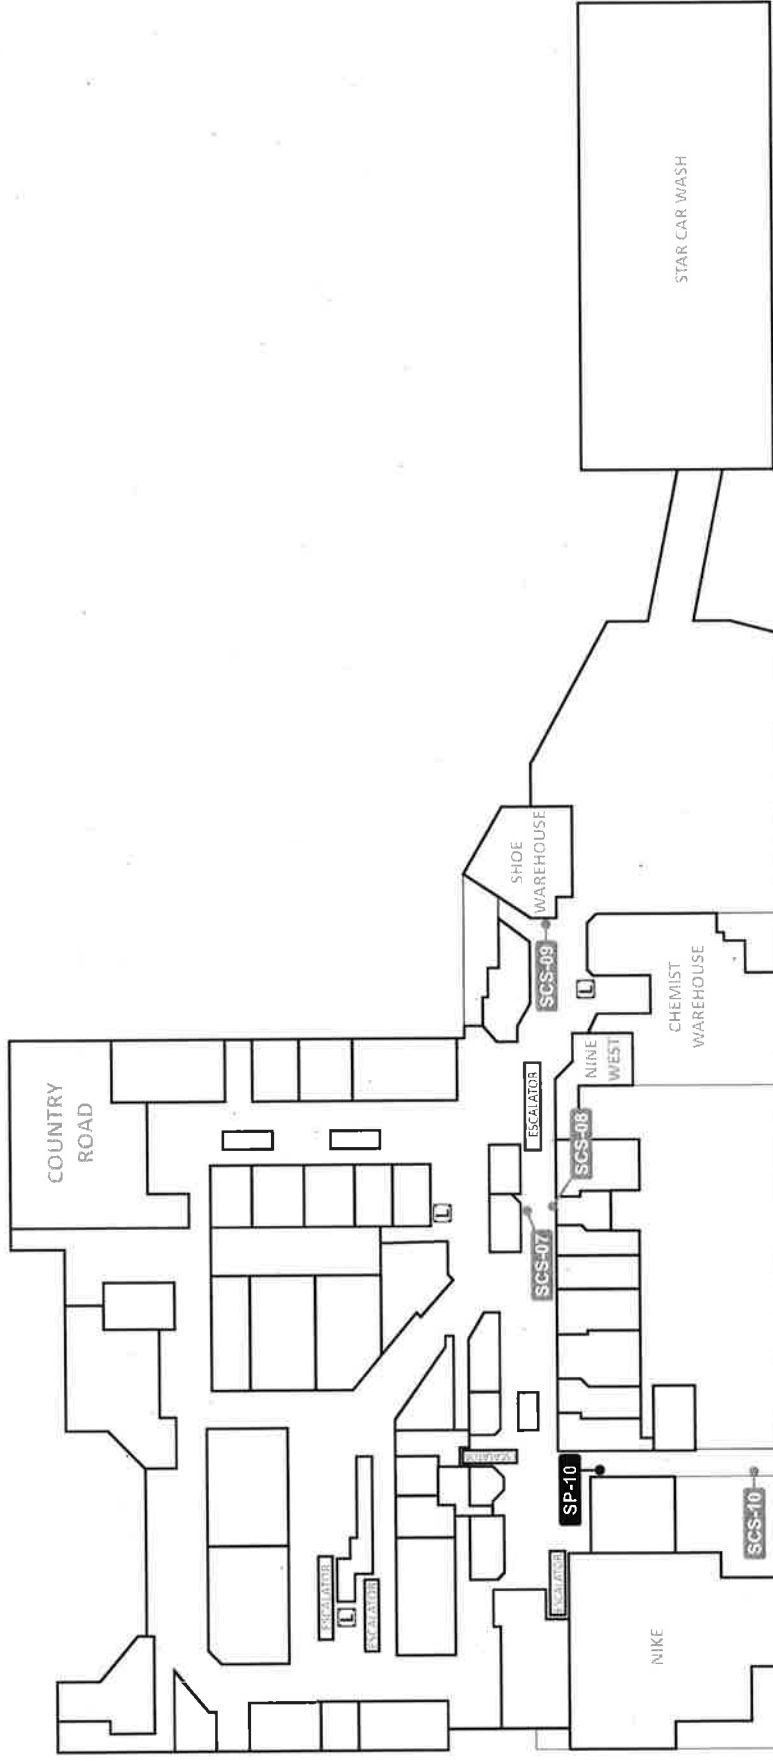 STAR CAR WASH
SHOE
WAREHOUSE
SCS-09
L
CHEMIST
WAREHOUSE
NINE
WEST
COUNTRY
ROAD
ESCALATOR
SCS-08
L
SCS-07
ESCALATOR
SP-10
SCS-10
ESCALATOR
ESCALATOR
L
ESCALATOR
NIKE